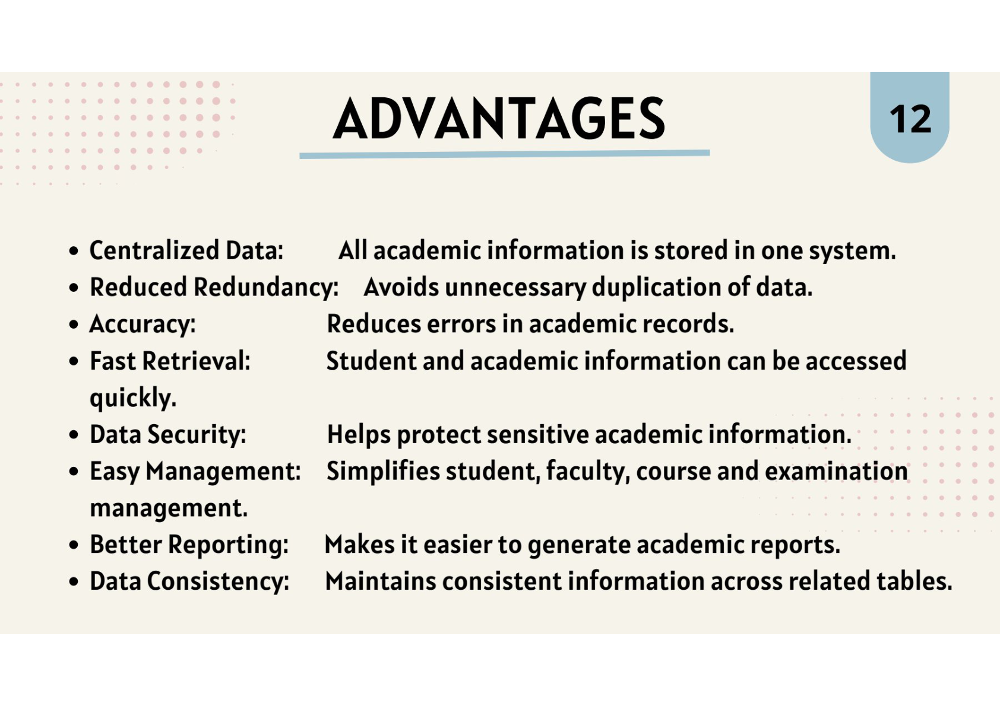 ADVANTAGES
12
• Centralized Data: All academic information is stored in one system.
• Reduced Redundancy: Avoids unnecessary duplication of data.
• Accuracy: Reduces errors in academic records.
• Fast Retrieval: Student and academic information can be accessed
quickly.
• Data Security: Helps protect sensitive academic information.
• Easy Management: Simplifies student, faculty, course and examination
management.
• Better Reporting: Makes it easier to generate academic reports.
• Data Consistency: Maintains consistent information across related tables.